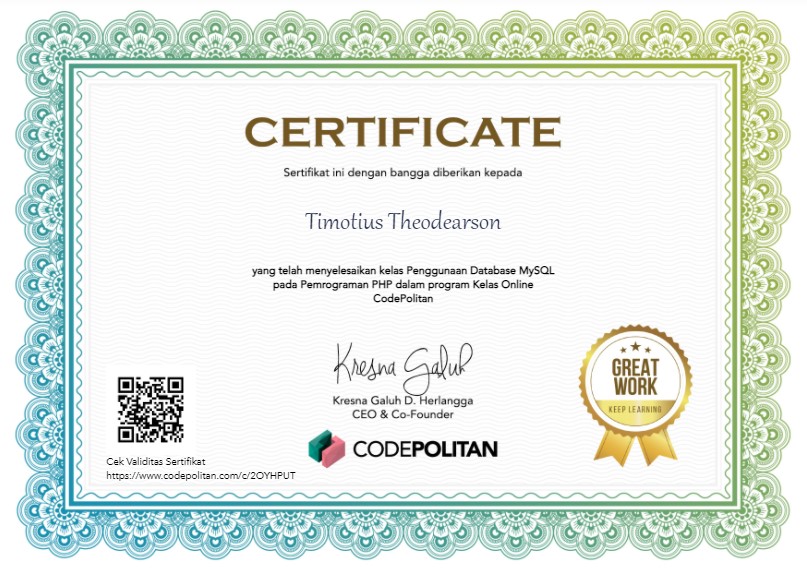 CERTIFICATE
Sertifikat ini dengan bangga diberikan kepada
Timotius Theodearson
yang telah menyelesaikan kelas Penggunaan Database MySQL
pada Pemrograman PHP dalam program Kelas Online
CodePolitan
Kresna Galuh
Kresna Galuh D. Herlangga
CEO & Co-Founder
CODEPOLITAN
GREAT
WORK
KEEP LEARNING
Cek Validitas Sertifikat
https://www.codepolitan.com/c/2OYHPUT